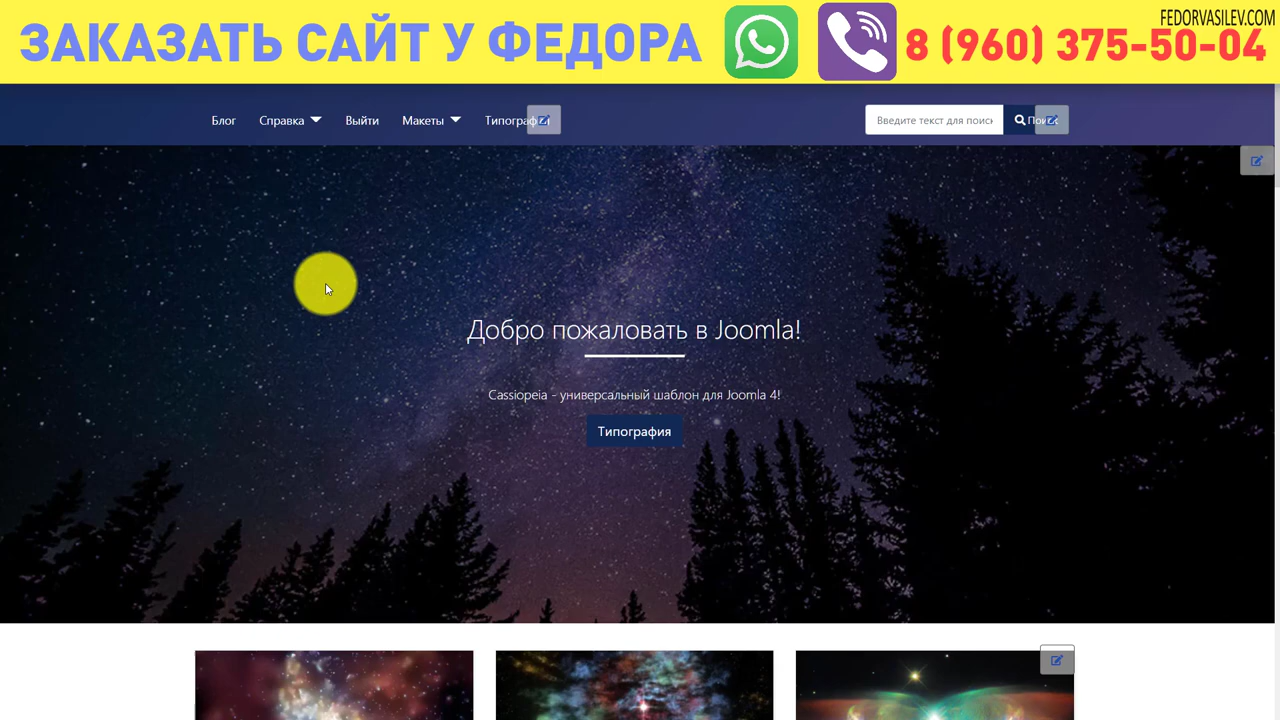 FEDORVASILEV.COM
ЗАКАЗАТЬ САЙТ У ФЕДОРА
8 (960) 375-50-04
Блог Справка Выйти Макеты
Введите текст для поиск
Добро пожаловать в Joomla!
Cassiopeia - универсальный шаблон для Joomla 4!
Типография